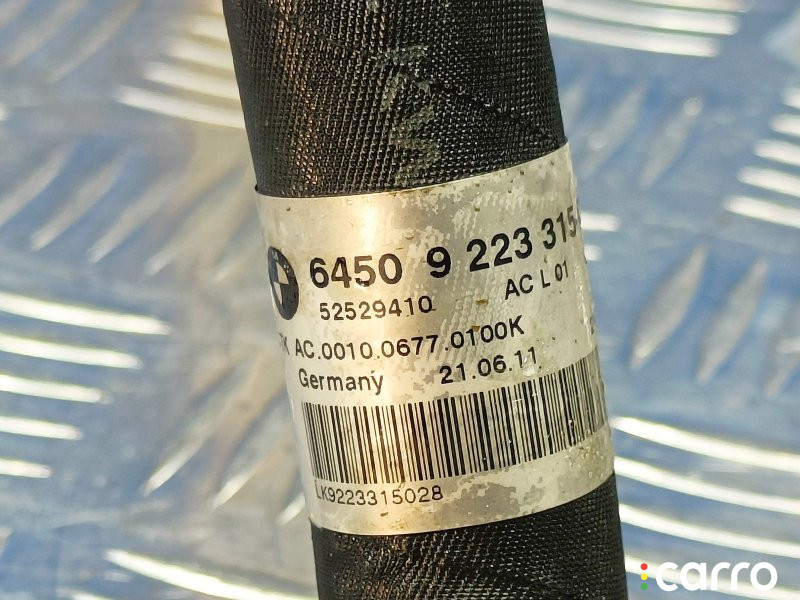 6450 9 223 315
52529410 AC L 01
AC.0010.0677.0100K
Germany 21.06.11
LK9223315028
carro